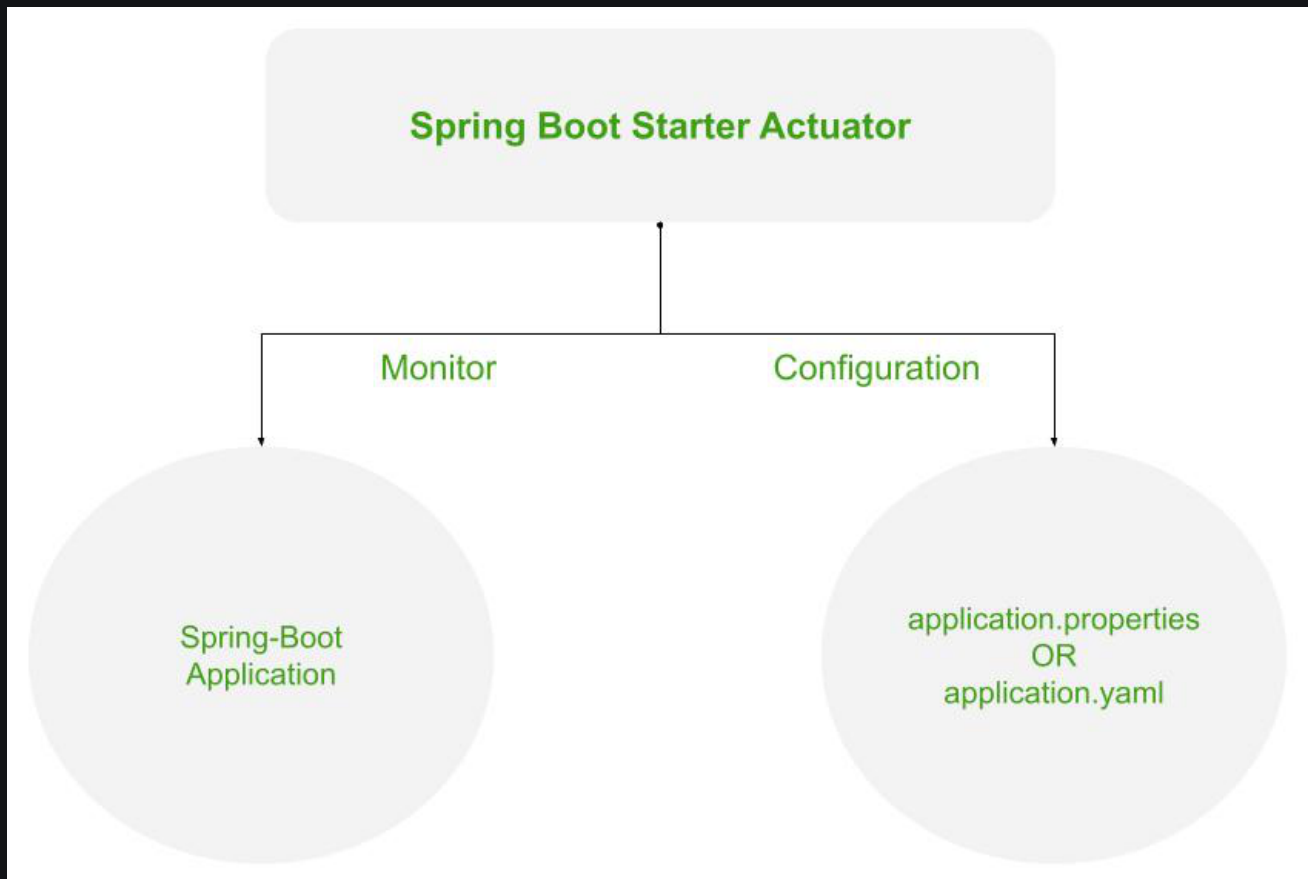 Spring Boot Starter Actuator
Monitor
Configuration
Spring-Boot
Application
application.properties
OR
application.yaml